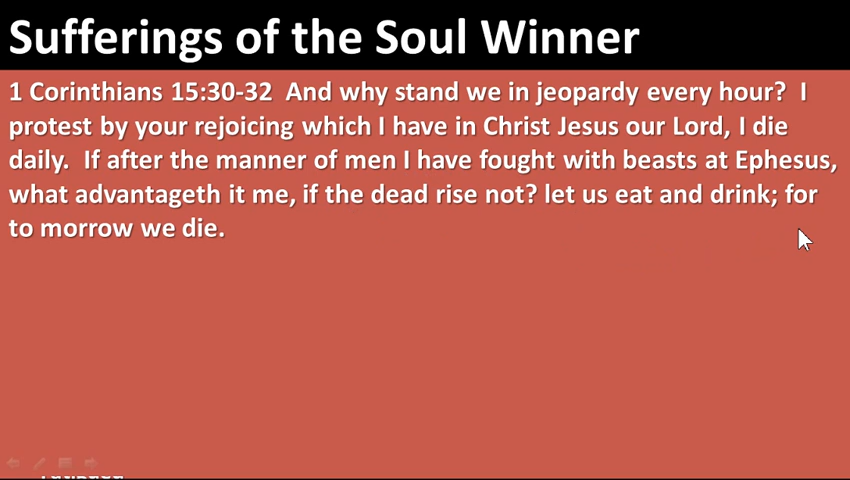 Sufferings of the Soul Winner
1 Corinthians 15:30-32  And why stand we in jeopardy every hour?  I
protest by your rejoicing which I have in Christ Jesus our Lord, I die
daily.  If after the manner of men I have fought with beasts at Ephesus,
what advantageth it me, if the dead rise not? let us eat and drink; for
to morrow we die.